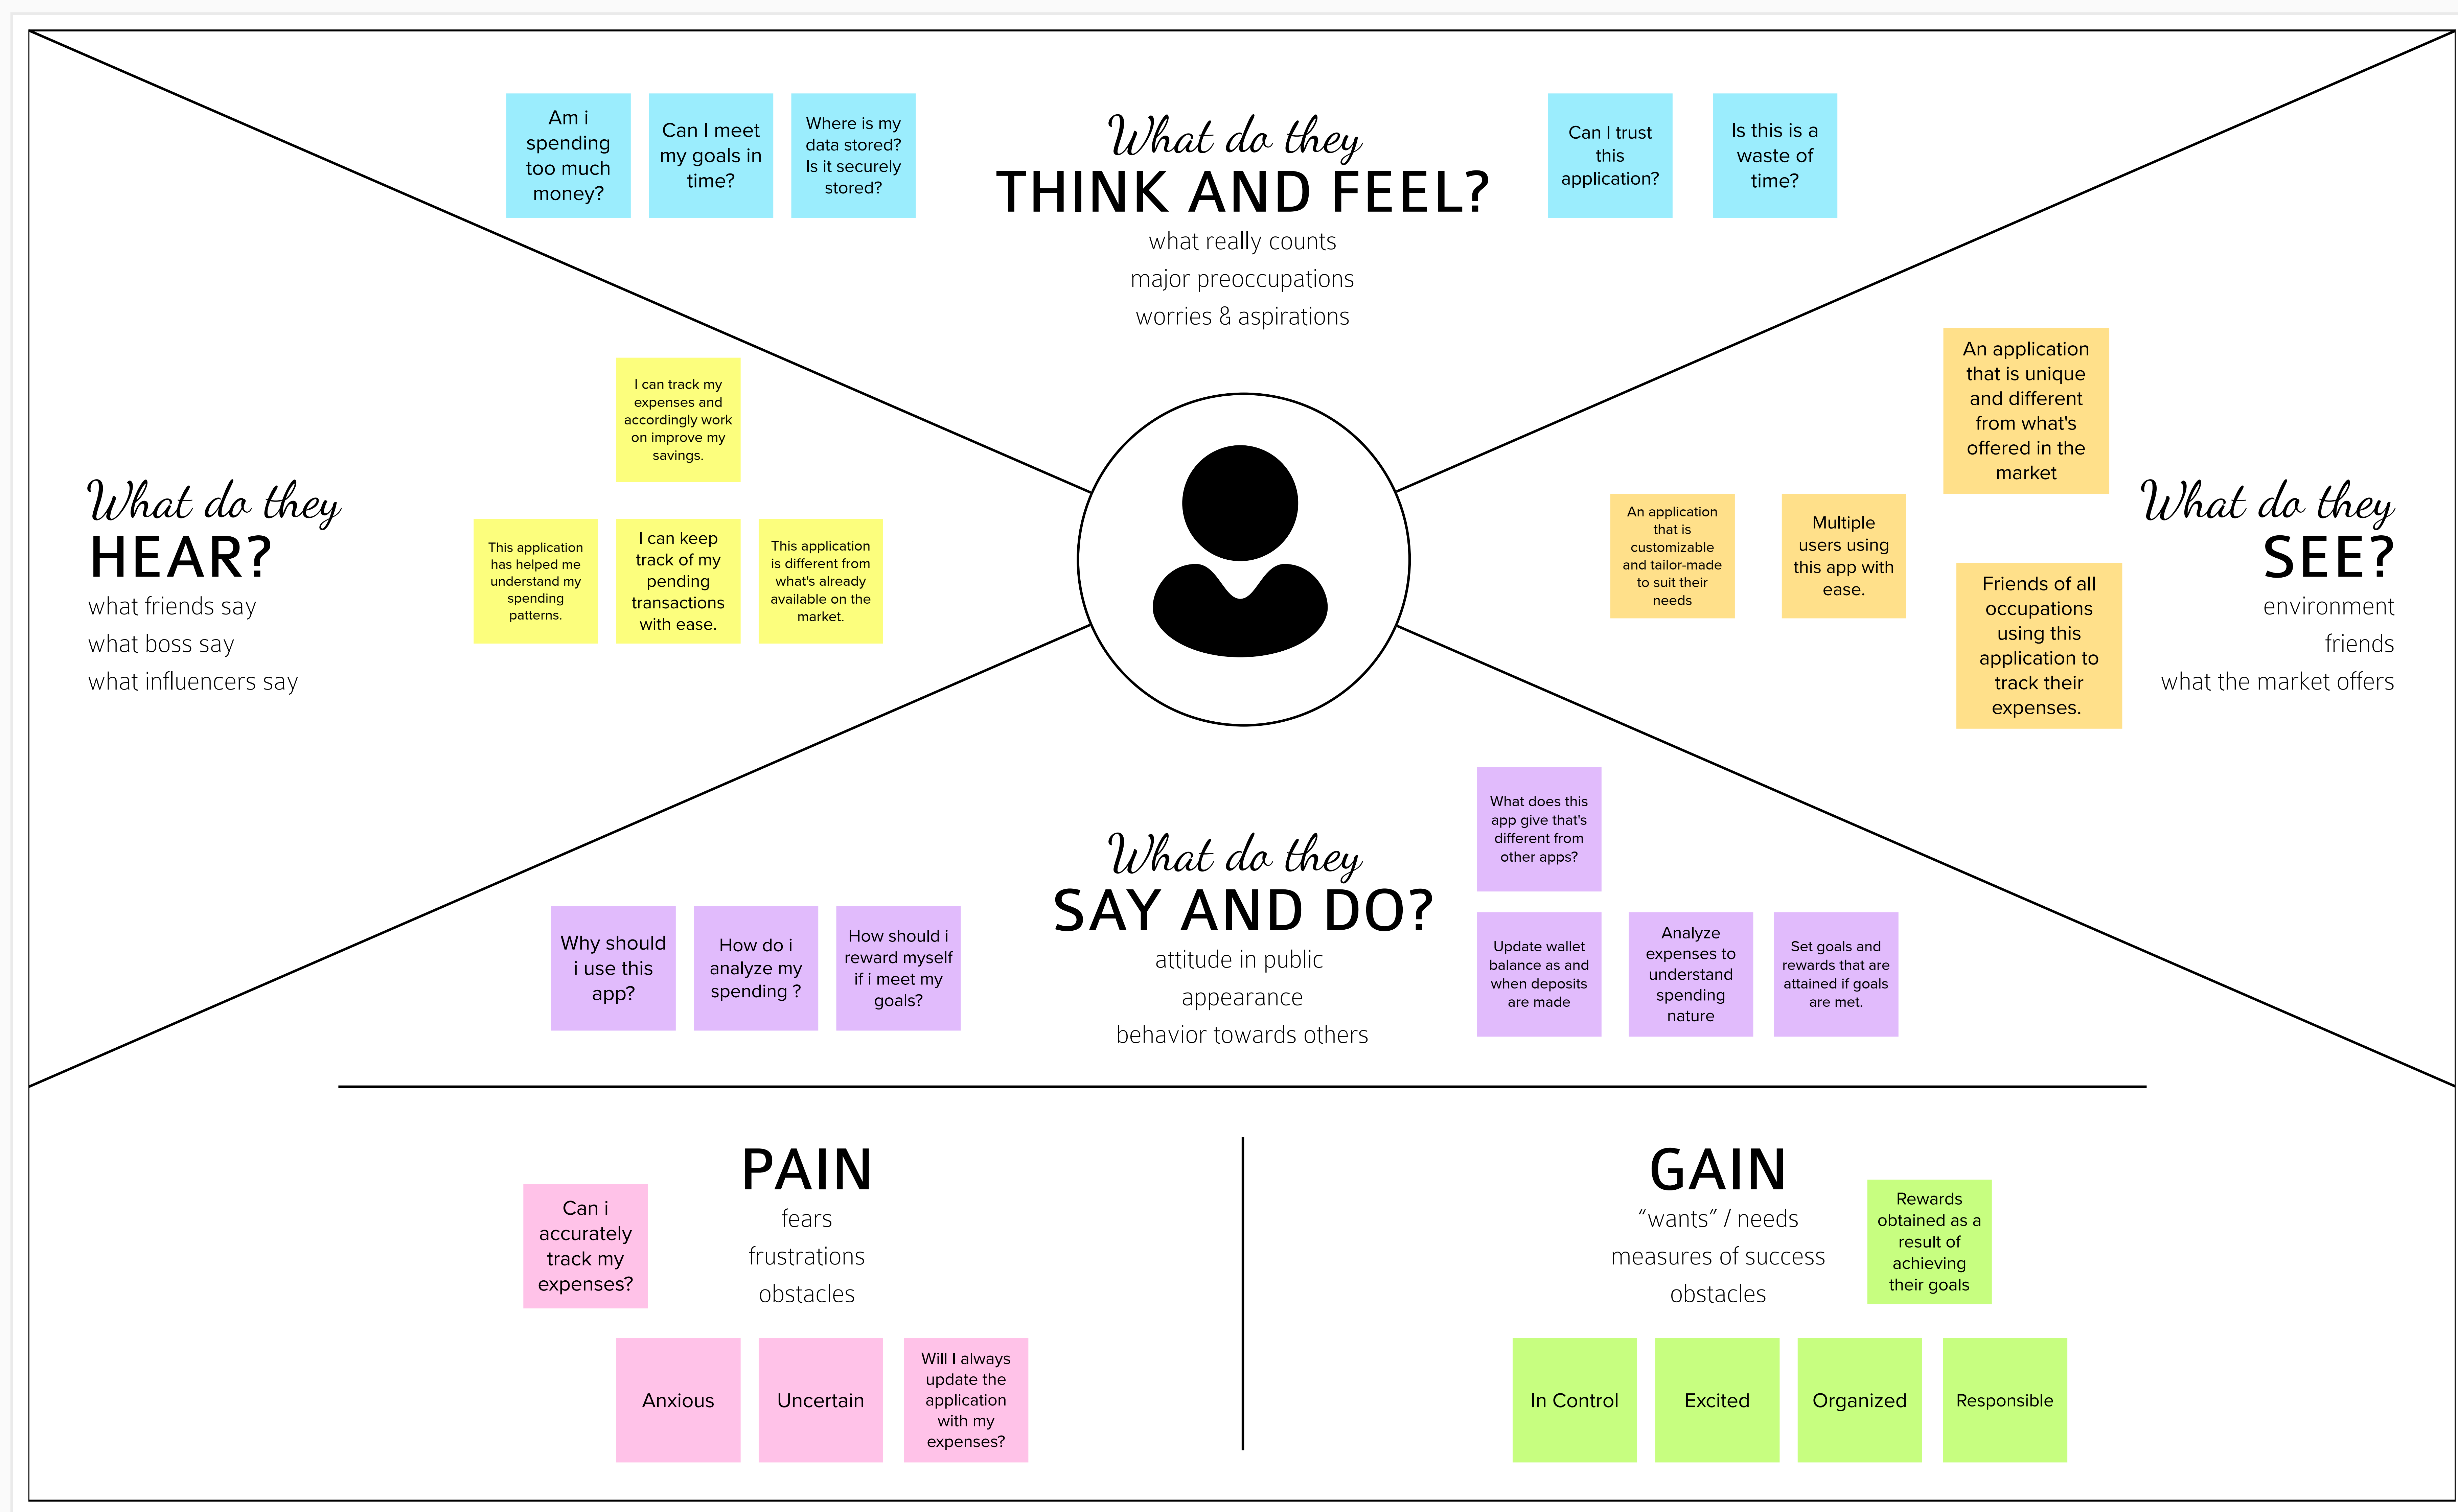 Am i
spending
too much
money?
Can I meet
my goals in
time?
Where is my
data stored?
Is it securely
stored?
What do they
THINK AND FEEL?
what really counts
major preoccupations
worries & aspirations
Can I trust
this
application?
Is this is a
waste of
time?
What do they
HEAR?
what friends say
what boss say
what influencers say
I can track my
expenses and
accordingly work
on improve my
savings.
This application
has helped me
understand my
spending
patterns.
I can keep
track of my
pending
transactions
with ease.
This application
is different from
what's already
available on the
market.
An application
that is unique
and different
from what's
offered in the
market
An application
that is
customizable
and tailor-made
to suit their
needs
Multiple
users using
this app with
ease.
Friends of all
occupations
using this
application to
track their
expenses.
What do they
SEE?
environment
friends
what the market offers
Why should
i use this
app?
How do i
analyze my
spending ?
How should i
reward myself
if i meet my
goals?
What do they
SAY AND DO?
attitude in public
appearance
behavior towards others
What does this
app give that's
different from
other apps?
Update wallet
balance as and
when deposits
are made
Analyze
expenses to
understand
spending
nature
Set goals and
rewards that are
attained if goals
are met.
PAIN
fears
frustrations
obstacles
Can i
accurately
track my
expenses?
Anxious
Uncertain
Will I always
update the
application
with my
expenses?
GAIN
“wants” / needs
measures of success
obstacles
Rewards
obtained as a
result of
achieving
their goals
In Control
Excited
Organized
Responsible